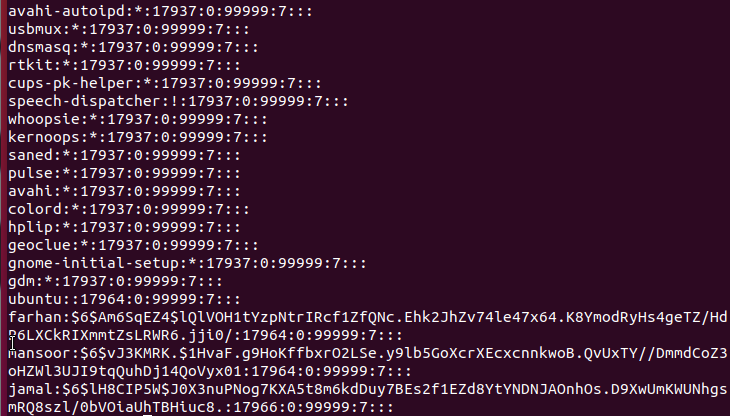 avahi-autoipd:*:17937:0:99999:7:::
usbmux:*:17937:0:99999:7:::
dnsmasq:*:17937:0:99999:7:::
rtkit:*:17937:0:99999:7:::
cups-pk-helper:*:17937:0:99999:7:::
speech-dispatcher:!:17937:0:99999:7:::
whoopsie:*:17937:0:99999:7:::
kernoops:*:17937:0:99999:7:::
saned:*:17937:0:99999:7:::
pulse:*:17937:0:99999:7:::
avahi:*:17937:0:99999:7:::
colord:*:17937:0:99999:7:::
hplip:*:17937:0:99999:7:::
geoclue:*:17937:0:99999:7:::
gnome-initial-setup:*:17937:0:99999:7:::
gdm:*:17937:0:99999:7:::
ubuntu::17964:0:99999:7:::
farhan:$6$Am6SqEZ4$lQlVOH1tYzpNtrIRcf1ZfQNc.Ehk2JhZv74le47x64.K8YmodRyHs4geTZ/Hd
P6LXCkRIXmmtZsLRWR6.jji0/:17964:0:99999:7:::
mansoor:$6$vJ3KMRK.$1HvaF.g9HoKffbxrO2LSe.y9lb5GoXcrXEcxcnnkwoB.QvUxTY//DmmdCoZ3
oHZWl3UJI9tqQuhDj14QoVyx01:17964:0:99999:7:::
jamal:$6$lH8CIP5W$J0X3nuPNog7KXA5t8m6kdDuy7BEs2f1EZd8YtYNDNJAOnhOs.D9XwUmKWUNhgs
mRQ8szl/0bVOiaUhTBHiuc8.:17966:0:99999:7:::